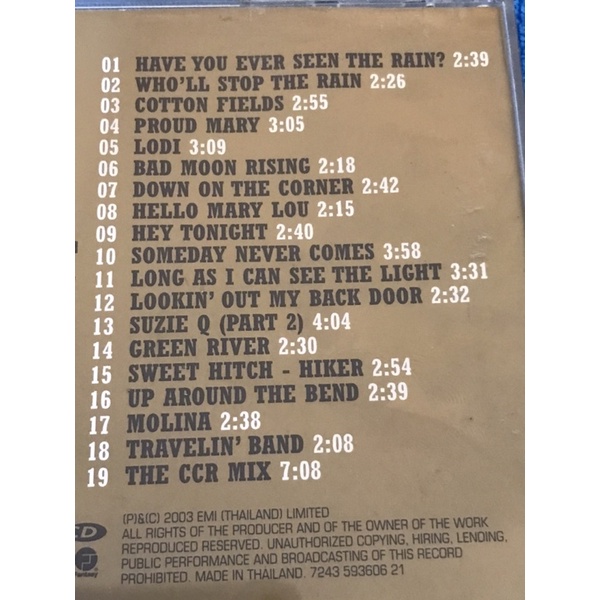 01 HAVE YOU EVER SEEN THE RAIN? 2:39
02 WHO'LL STOP THE RAIN 2:26
03 COTTON FIELDS 2:55
04 PROUD MARY 3:05
05 LODI 3:09
06 BAD MOON RISING 2:18
07 DOWN ON THE CORNER 2:42
08 HELLO MARY LOU 2:15
09 HEY TONIGHT 2:40
10 SOMEDAY NEVER COMES 3:58
11 LONG AS I CAN SEE THE LIGHT 3:31
12 LOOKIN' OUT MY BACK DOOR 2:32
13 SUZIE Q (PART 2) 4:04
14 GREEN RIVER 2:30
15 SWEET HITCH - HIKER 2:54
16 UP AROUND THE BEND 2:39
17 MOLINA 2:38
18 TRAVELIN' BAND 2:08
19 THE CCR MIX 7:08
(P)&(C) 2003 EMI (THAILAND) LIMITED
ALL RIGHTS OF THE PRODUCER AND OF THE OWNER OF THE WORK
REPRODUCED RESERVED. UNAUTHORIZED COPYING, HIRING, LENDING,
PUBLIC PERFORMANCE AND BROADCASTING OF THIS RECORD
PROHIBITED. MADE IN THAILAND. 7243 593606 21